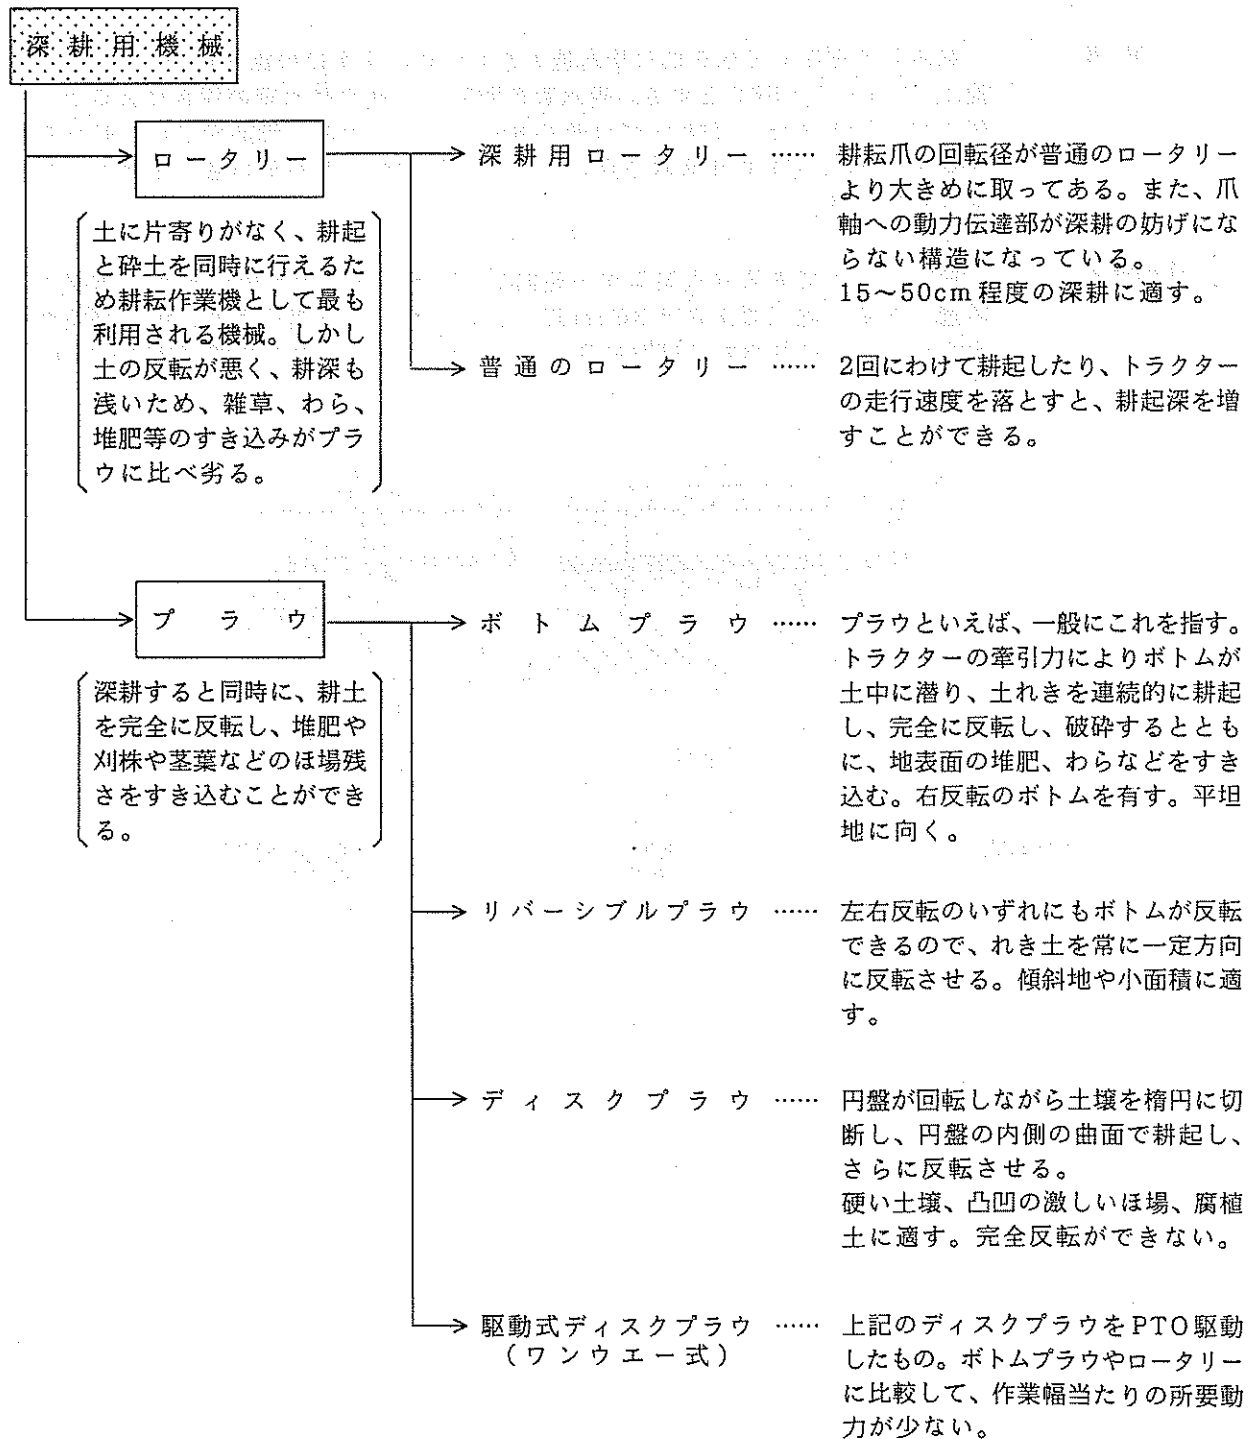 深耕用機械
ロータリー
土に片寄りがなく、耕起
と砕土を同時に行えるた
め耕耘作業機として最も
利用される機械。しかし
土の反転が悪く、耕深も
浅いため、雑草、わら、
堆肥等のすき込みがプラ
ウに比べ劣る。
深耕用ロータリー ……
耕耘爪の回転径が普通のロータリー
より大きめに取ってある。また、爪
軸への動力伝達部が深耕の妨げにな
らない構造になっている。
15〜50cm程度の深耕に適す。
普通のロータリー ……
2回にわけて耕起したり、トラクター
の走行速度を落とすと、耕起深を増
すことができる。
プラウ
深耕すると同時に、耕土
を完全に反転し、堆肥や
刈株や茎葉などのほ場残
さをすき込むことができ
る。
ボトムプラウ ……
プラウといえば、一般にこれを指す。
トラクターの牽引力によりボトムが
土中に潜り、土れきを連続的に耕起
し、完全に反転し、破砕するととも
に、地表面の堆肥、わらなどをすき
込む。右反転のボトムを有す。平坦
地に向く。
リバーシブルプラウ ……
左右反転のいずれにもボトムが反転
できるので、れき土を常に一定方向
に反転させる。傾斜地や小面積に適
す。
ディスクプラウ ……
円盤が回転しながら土壌を楕円に切
断し、円盤の内側の曲面で耕起し、
さらに反転させる。
硬い土壌、凸凹の激しいほ場、腐植
土に適す。完全反転ができない。
駆動式ディスクプラウ ……
(ワンウエー式)
上記のディスクプラウをPTO駆動
したもの。ボトムプラウやロータリー
に比較して、作業幅当たりの所要動
力が少ない。